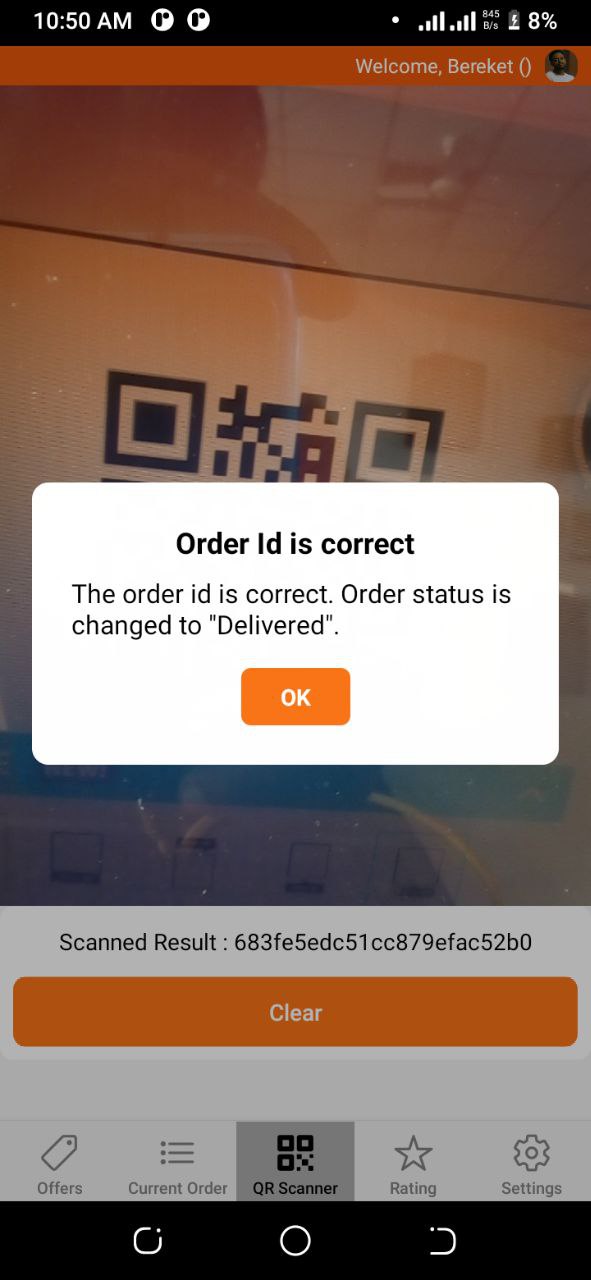 10:50 AM
845
B/s
8%
Welcome, Bereket ()
Order Id is correct
The order id is correct. Order status is
changed to "Delivered".
OK
Scanned Result : 683fe5edc51cc879efac52b0
Clear
Offers
Current Order
QR Scanner
Rating
Settings